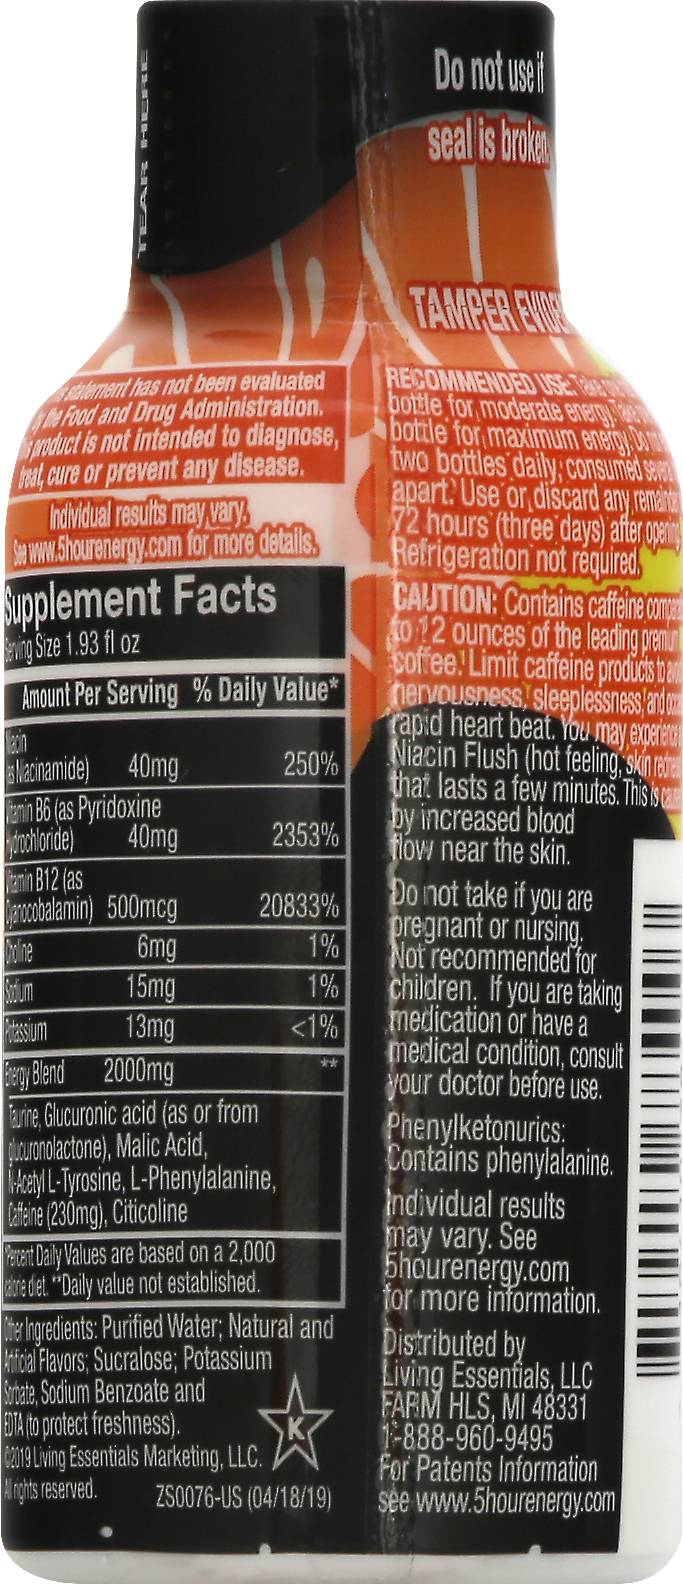 TEAR HERE
Do not use if
seal is broken.
TAMPER
statement has not been evaluated
the Food and Drug Administration.
product is not intended to diagnose,
treat, cure or prevent any disease.
Individual results may vary.
See www.5hourenergy.com for more details.
Supplement Facts
Serving Size 1.93 fl oz
Amount Per Serving % Daily Value*
Niacin
(as Niacinamide) 40mg 250%
Vitamin B6 (as Pyridoxine
Hydrochloride) 40mg 2353%
Vitamin B12 (as
Cyanocobalamin) 500mcg 20833%
Choline 6mg 1%
Sodium 15mg 1%
Potassium 13mg <1%
Energy Blend 2000mg **
Taurine, Glucuronic acid (as or from
glucuronolactone), Malic Acid,
N-Acetyl L-Tyrosine, L-Phenylalanine,
Caffeine (230mg), Citicoline
*Percent Daily Values are based on a 2,000
calorie diet. **Daily value not established.
Other Ingredients: Purified Water; Natural and
Artificial Flavors; Sucralose; Potassium
Sorbate, Sodium Benzoate and
EDTA (to protect freshness).
©2019 Living Essentials Marketing, LLC.
All rights reserved.
K
ZS0076-US (04/18/19)
RECOMMENDED USE: Take
bottle for moderate energy.
bottle for maximum energy. Do
two bottles daily, consumed
apart. Use or discard any
72 hours (three days) after
Refrigeration not required.
CAUTION: Contains caffeine
to 12 ounces of the leading premium
coffee. Limit caffeine products to
nervousness, sleeplessness, and
rapid heart beat. You may experience
Niacin Flush (hot feeling, skin
that lasts a few minutes. This is
by increased blood
flow near the skin.
Do not take if you are
pregnant or nursing.
Not recommended for
children. If you are taking
medication or have a
medical condition, consult
your doctor before use.
Phenylketonurics:
Contains phenylalanine.
Individual results
may vary. See
5hourenergy.com
for more information.
Distributed by
Living Essentials, LLC
FARM HLS, MI 48331
1-888-960-9495
For Patents Information
see www.5hourenergy.com